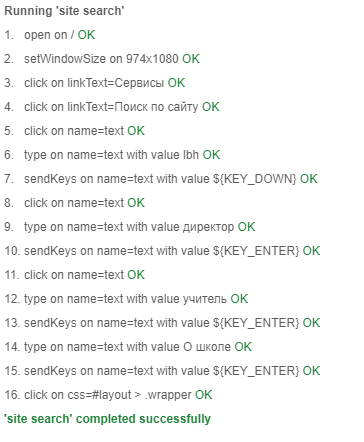 Running 'site search'
1. open on / OK
2. setWindowSize on 974x1080 OK
3. click on linkText=Сервисы OK
4. click on linkText=Поиск по сайту OK
5. click on name=text OK
6. type on name=text with value lbh OK
7. sendKeys on name=text with value ${KEY_DOWN} OK
8. click on name=text OK
9. type on name=text with value директор OK
10. sendKeys on name=text with value ${KEY_ENTER} OK
11. click on name=text OK
12. type on name=text with value учитель OK
13. sendKeys on name=text with value ${KEY_ENTER} OK
14. type on name=text with value О школе OK
15. sendKeys on name=text with value ${KEY_ENTER} OK
16. click on css=#layout > .wrapper OK
'site search' completed successfully